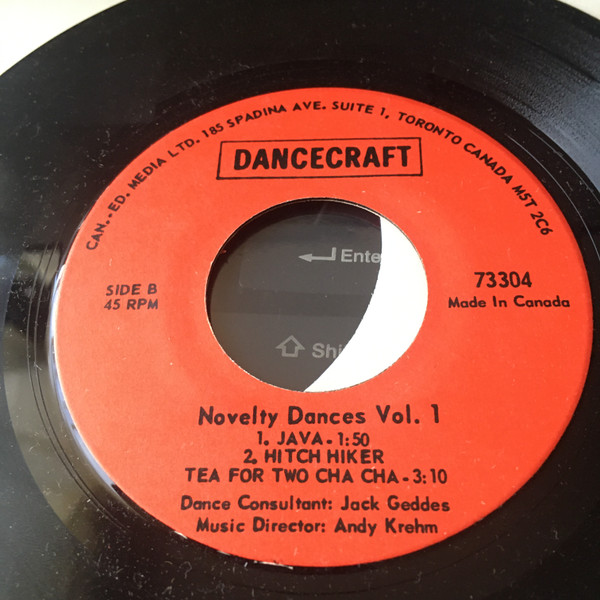 CAN.-ED. MEDIA LTD. 185 SPADINA AVE. SUITE 1, TORONTO CANADA M5T 2C6
DANCECRAFT
SIDE B
45 RPM
73304
Made In Canada
Ente
Shi
Novelty Dances Vol. 1
1. JAVA - 1:50
2. HITCH HIKER
TEA FOR TWO CHA CHA - 3:10
Dance Consultant: Jack Geddes
Music Director: Andy Krehm